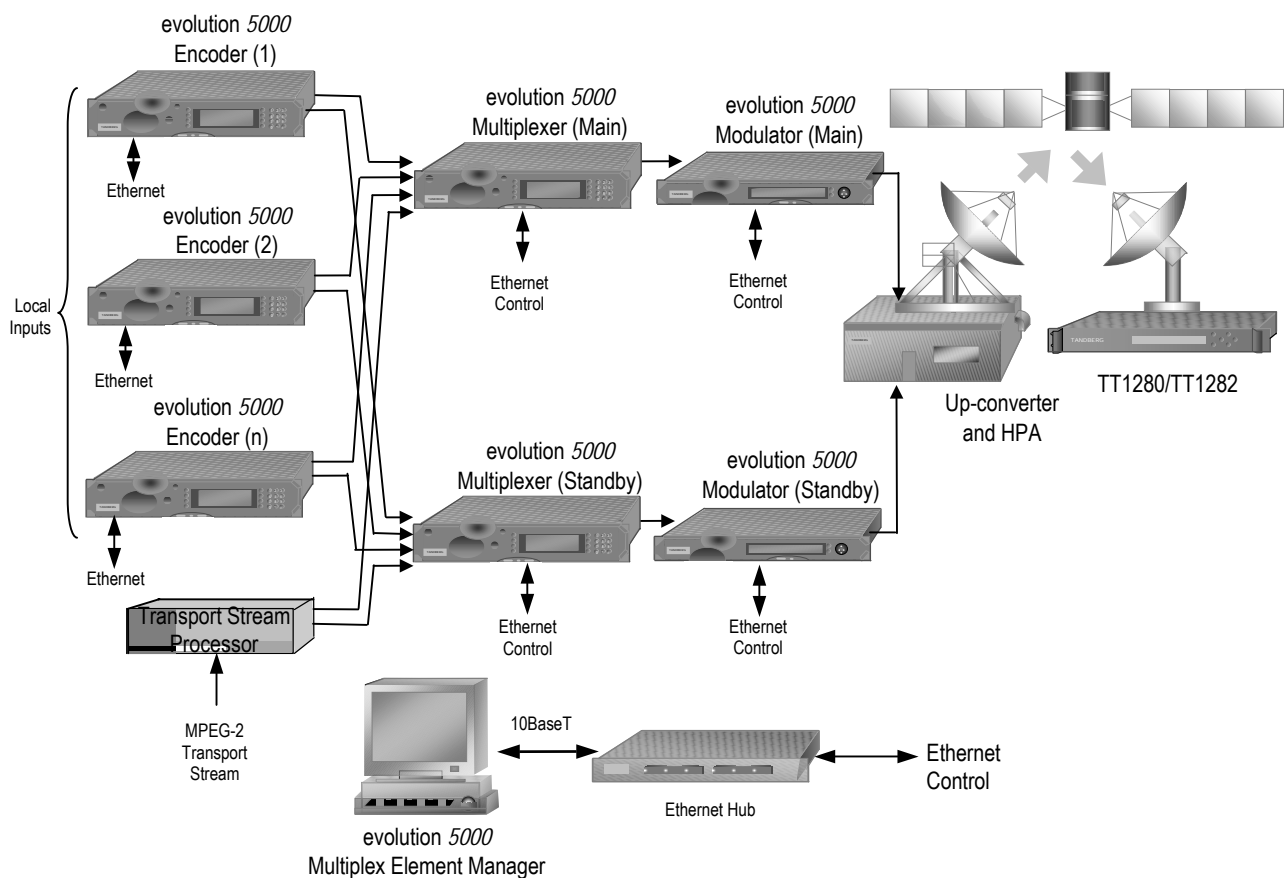 evolution 5000
Encoder (1)
Ethernet
evolution 5000
Encoder (2)
Ethernet
Local
Inputs
evolution 5000
Encoder (n)
Ethernet
Transport Stream
Processor
MPEG-2
Transport
Stream
evolution 5000
Multiplexer (Main)
Ethernet
Control
evolution 5000
Modulator (Main)
Ethernet
Control
evolution 5000
Multiplexer (Standby)
Ethernet
Control
evolution 5000
Modulator (Standby)
Ethernet
Control
Up-converter
and HPA
TANDBERG
TT1280/TT1282
10BaseT
Ethernet Hub
Ethernet
Control
evolution 5000
Multiplex Element Manager